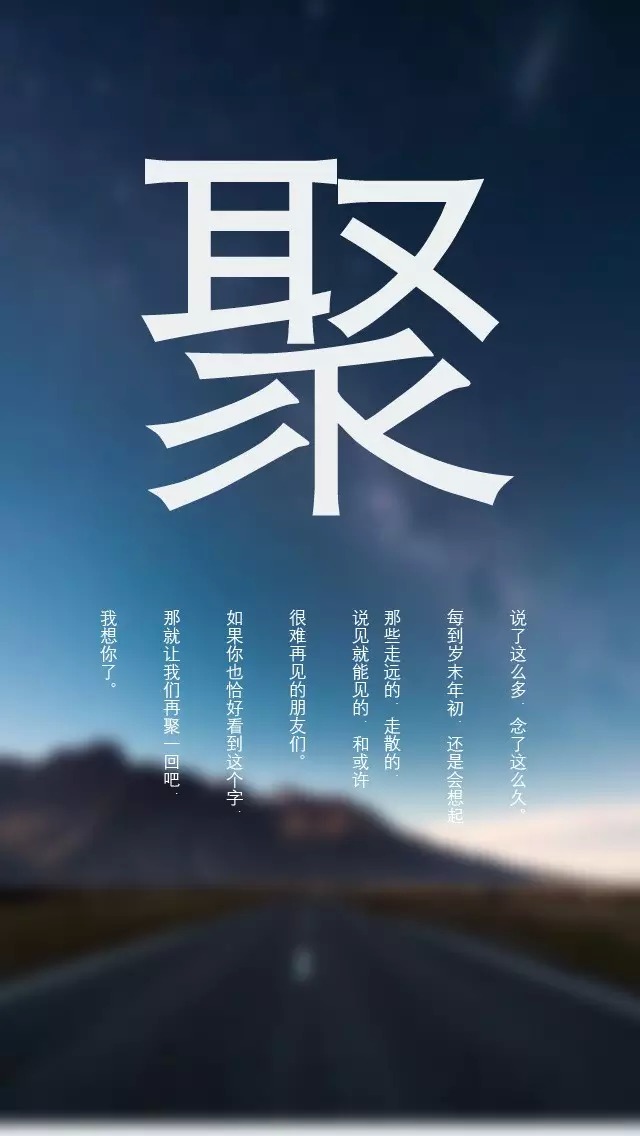 聚
说了这么多，念了这么久。
每到岁末年初，还是会想起
那些走远的，走散的，
说见就能见的，和或许
很难再见的朋友们。
如果你也恰好看到这个字，
那就让我们再聚一回吧，
我想你了。